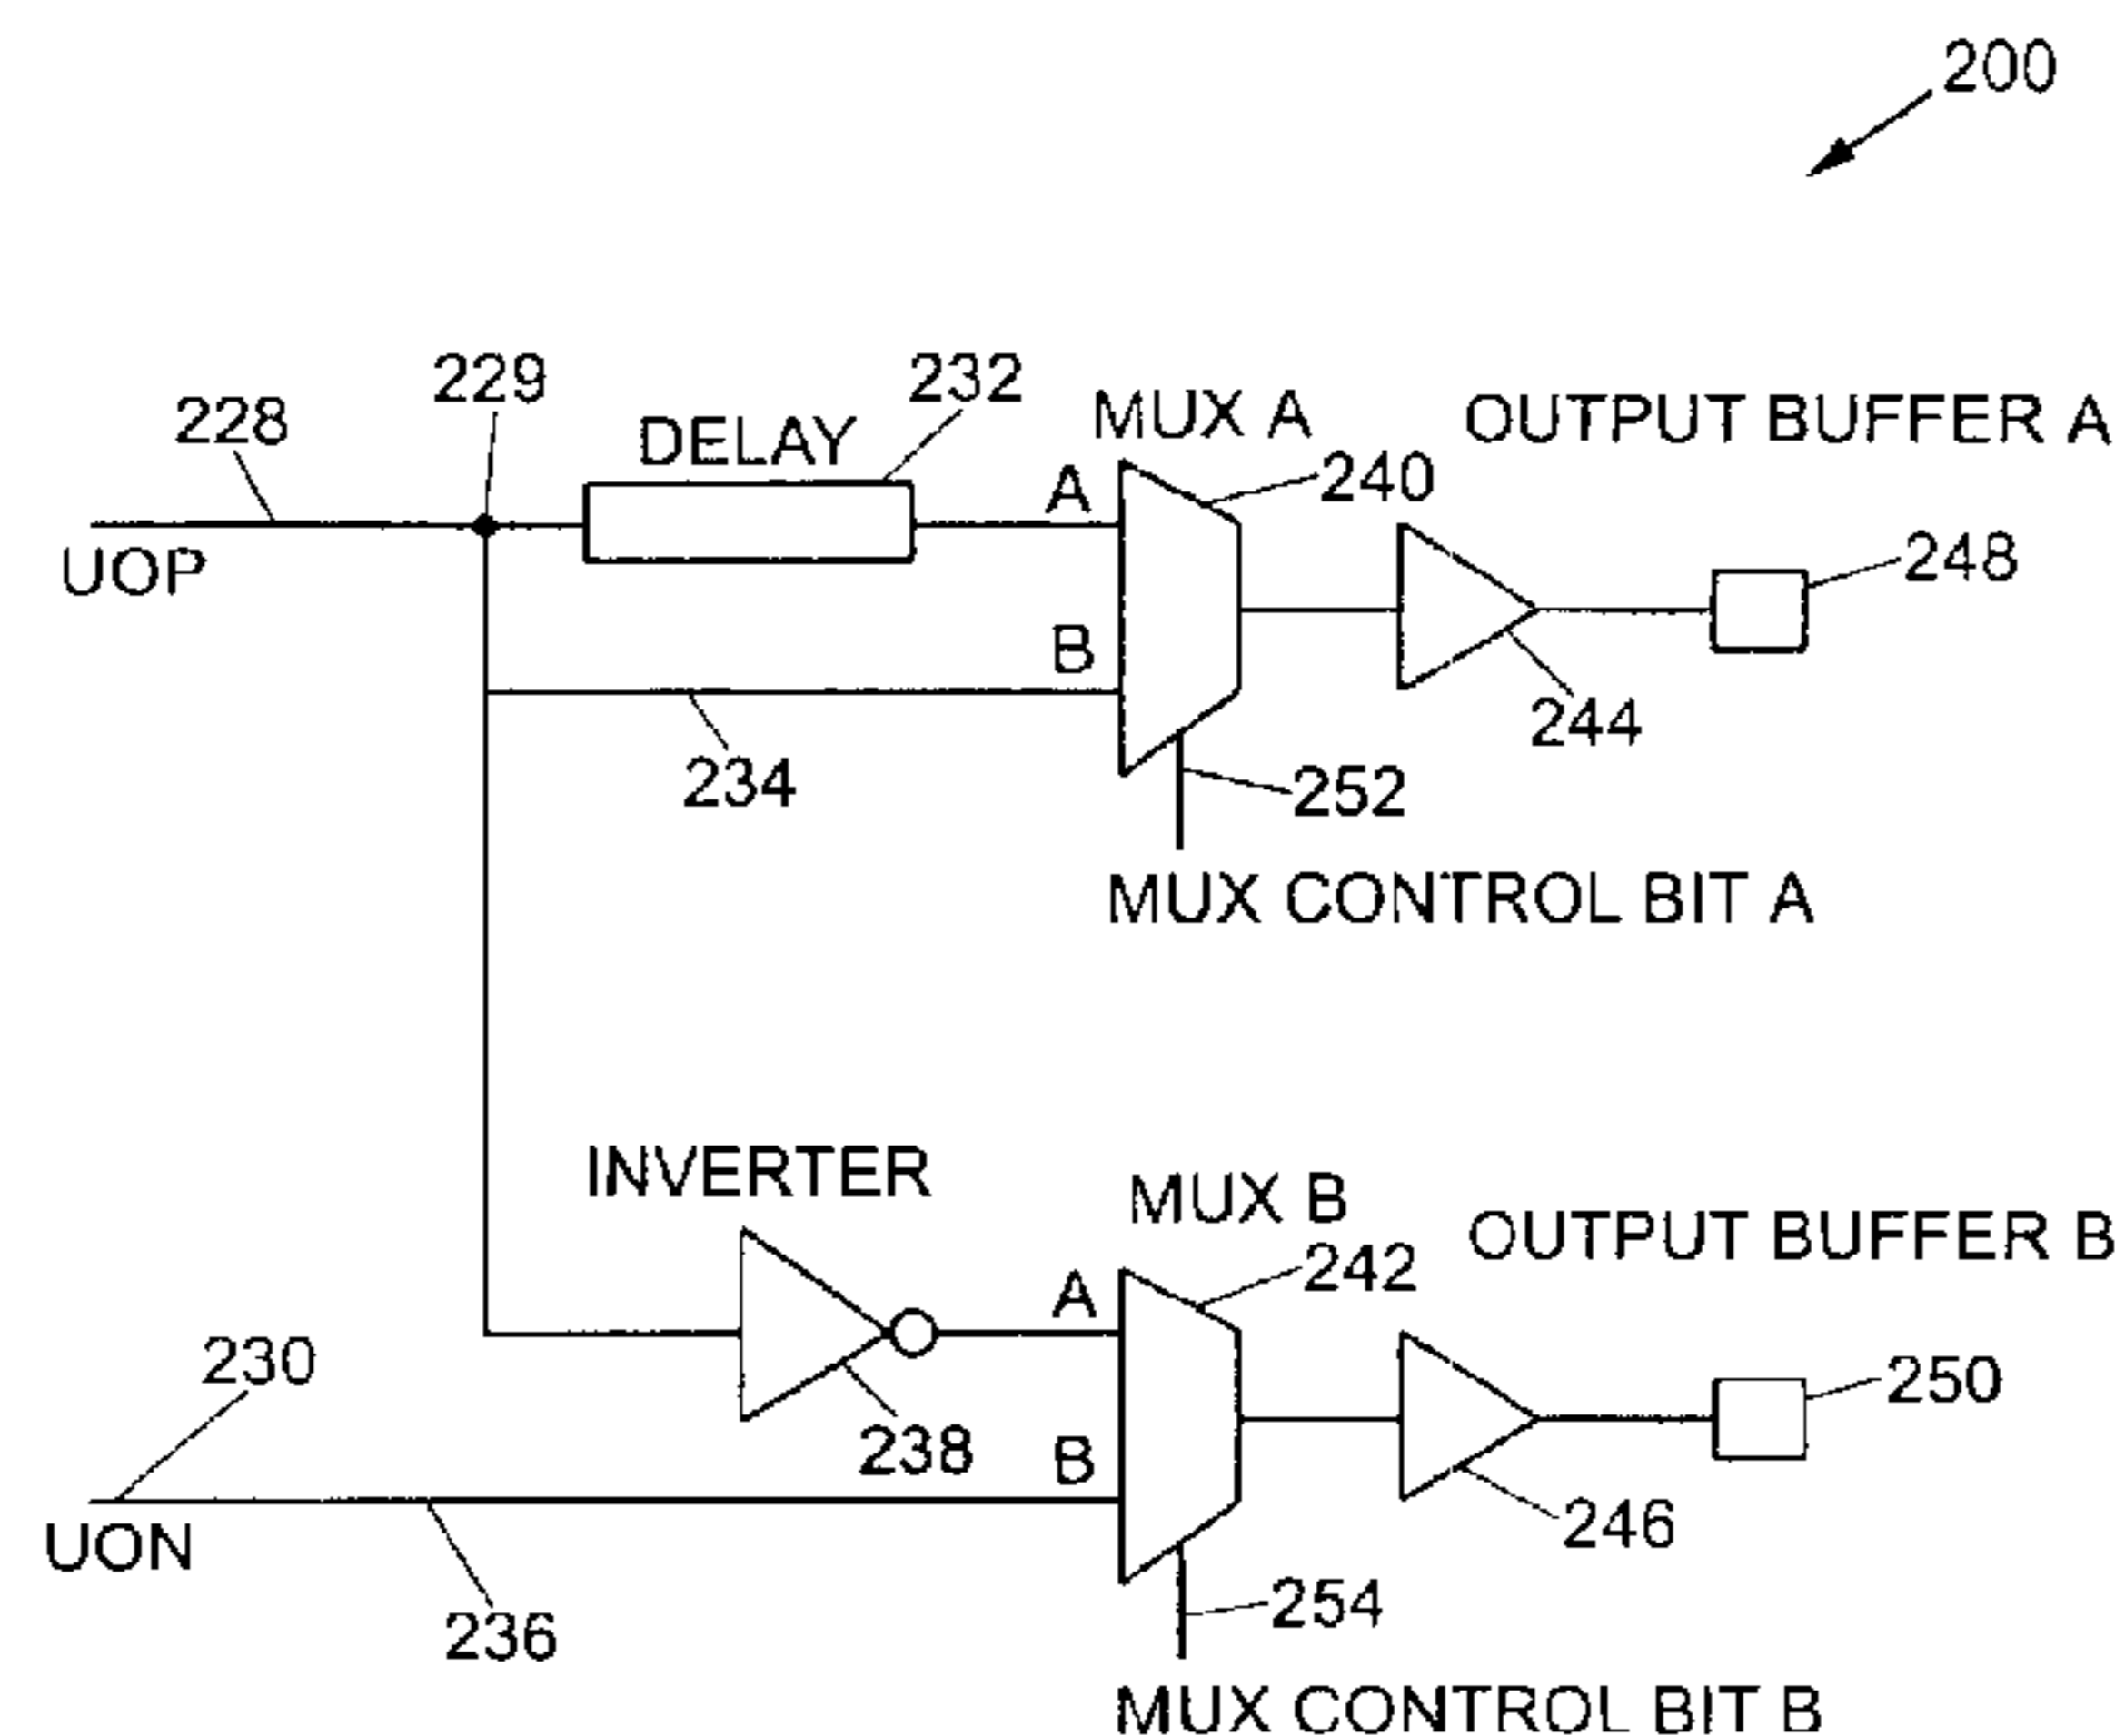 200
228
229
232
DELAY
MUX A
OUTPUT BUFFER A
A
240
248
UOP
B
244
234
252
MUX CONTROL BIT A
INVERTER
MUX B
OUTPUT BUFFER B
242
A
230
250
238
B
UON
246
236
254
MUX CONTROL BIT B